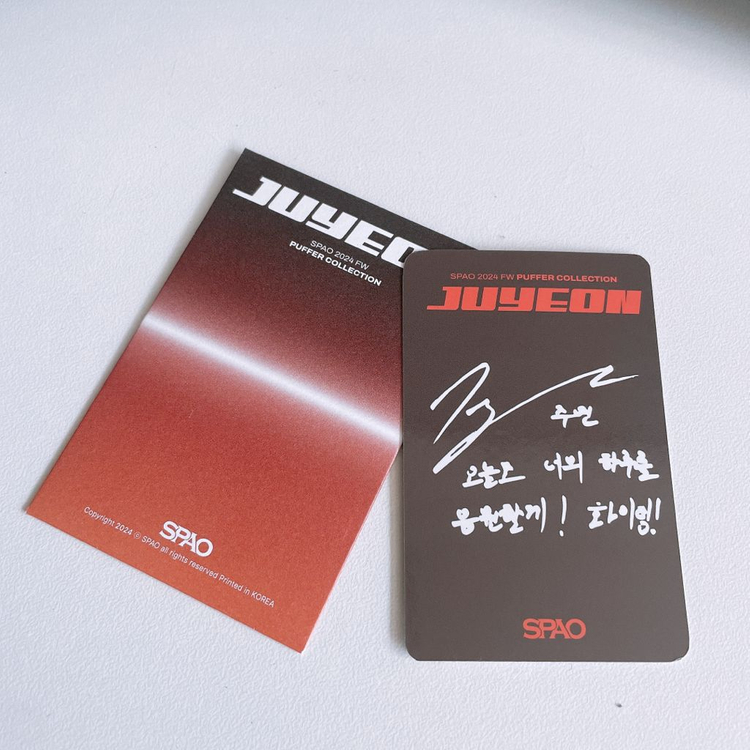 JUYEO
SPAO 2024 FW
PUFFER COLLECTION
SPAO
Copyright 2024 ⓒ SPAO all rights reserved Printed in KOREA
SPAO 2024 FW PUFFER COLLECTION
JUYEON
주연
오늘도 너의 하루를
응원할게! 화이팅!
SPAO